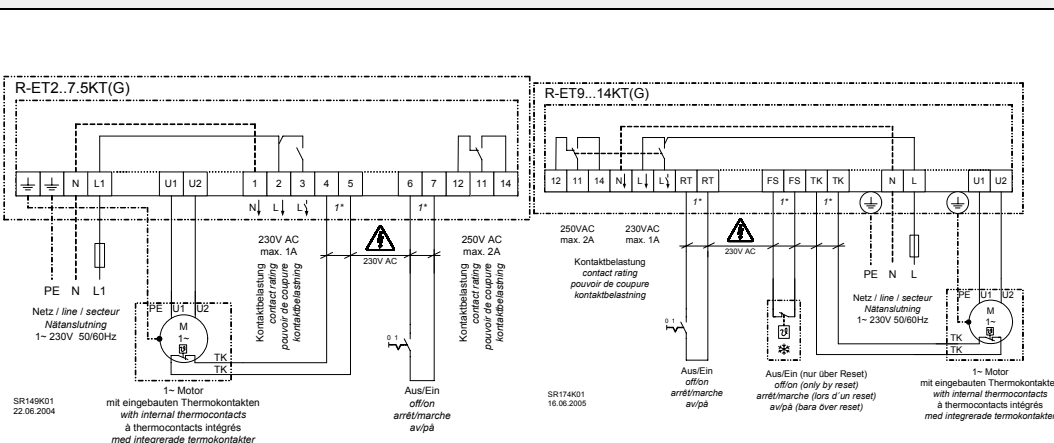 R-ET2..7.5KT(G)
N L1 U1 U2 1 2 3 4 5 6 7 12 11 14
N L L 1* 1*
230V AC
max. 1A
Kontaktbelastung
contact rating
pouvoir de coupure
kontaktbelastning
230V AC
250V AC
max. 2A
Kontaktbelastung
contact rating
pouvoir de coupure
kontaktbelastning
PE N L1
Netz / line / secteur
Nätanslutning
1~ 230V 50/60Hz
PE U1 U2
M
1~
TK
TK
1~ Motor
mit eingebauten Thermokontakten
with internal thermocontacts
à thermocontacts intégrés
med integrerade termokontakter
0 1
Aus/Ein
off/on
arrêt/marche
av/på
SR149K01
22.06.2004
R-ET9...14KT(G)
12 11 14 N L L RT RT FS FS TK TK N L U1 U2
1* 1* 1*
250VAC
max. 2A
230VAC
max. 1A
Kontaktbelastung
contact rating
pouvoir de coupure
kontaktbelastning
230V AC
0 1
Aus/Ein
off/on
arrêt/marche
av/på
Aus/Ein (nur über Reset)
off/on (only by reset)
arrêt/marche (lors d´un reset)
av/på (bara över reset)
PE N L
Netz / line / secteur
Nätanslutning
1~ 230V 50/60Hz
PE U1 U2
M
1~
TK
TK
1~ Motor
mit eingebauten Thermokontakte
with internal thermocontacts
à thermocontacts intégrés
med integrerade termokontakter
SR174K01
16.06.2005